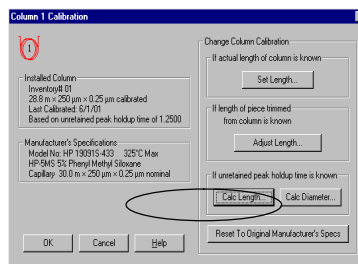 Column 1 Calibration
1
Installed Column
Inventory# 01
28.8 m × 250 µm × 0.25 µm calibrated
Last Calibrated: 6/1/01
Based on unretained peak holdup time of 1.2500
Manufacturer's Specifications
Model No: HP 19091S-433 325°C Max
HP-5MS 5% Phenyl Methyl Siloxane
Capillary 30.0 m × 250 µm × 0.25 µm nominal
OK
Cancel
Help
Change Column Calibration
If actual length of column is known
Set Length...
If length of piece trimmed
from column is known
Adjust Length...
If unretained peak holdup time is known
Calc Length...
Calc Diameter...
Reset To Original Manufacturer's Specs